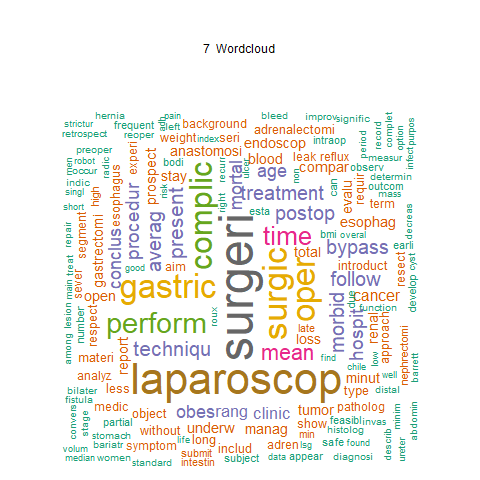 7 Wordcloud
hernia
pain
bleed
improv
signific
strictur
frequent
adh
left
background
retrospect
reoper
weight
index
seri
adrenalectomi
intraop
period
record
complet
option
infect
purpos
preoper
experi
anastomosi
endoscop
men
robot
radic
prospect
blood
leak
reflux
measur
occur
bodi
recurr
ulcer
compar
observ
indic
risk
stay
non
determin
singl
esophagus
mortal
age
can
evalu
requir
outcom
mass
high
complic
treatment
term
short
procedur
averag
present
right
esta
postop
esophag
decreas
gastrectomi
segment
conclus
surgeri
time
bmi
overal
repair
treat
good
aim
surgic
oper
total
bypass
earli
main
sever
introduct
resect
cyst
develop
lesion
open
gastric
follow
due
cancer
function
among
number
respect
perform
roux
late
morbid
hospit
renal
approach
loss
materi
report
techniqu
mean
find
low
nephrectomi
barrett
analyz
chile
minut
well
bilater
less
laparoscop
type
distal
fistula
medic
obes
rang
clinic
tumor
patholog
convers
stage
partial
object
underw
manag
show
feasibl
invas
minim
abdomin
stomach
without
min
histolog
describ
ureter
volum
bariatr
symptom
life
long
includ
adren
safe
found
median
women
submit
standard
intestin
subject
data
appear
diagnosi